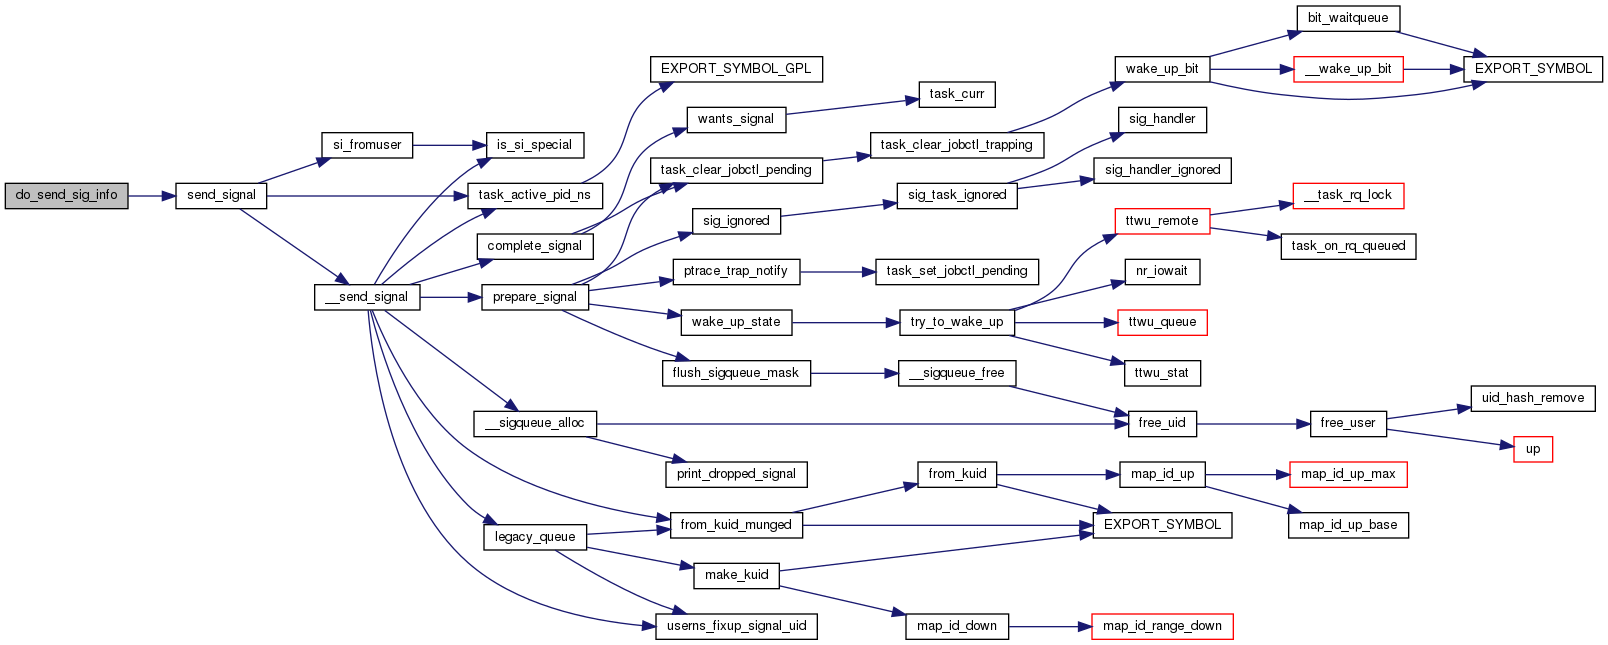 do_send_sig_info
send_signal
si_fromuser
__send_signal
is_si_special
task_active_pid_ns
complete_signal
prepare_signal
__sigqueue_alloc
legacy_queue
EXPORT_SYMBOL_GPL
wants_signal
task_clear_jobctl_pending
sig_ignored
ptrace_trap_notify
wake_up_state
flush_sigqueue_mask
print_dropped_signal
from_kuid_munged
make_kuid
userns_fixup_signal_uid
task_curr
task_clear_jobctl_trapping
sig_task_ignored
task_set_jobctl_pending
try_to_wake_up
__sigqueue_free
from_kuid
map_id_down
wake_up_bit
sig_handler
sig_handler_ignored
ttwu_remote
nr_iowait
ttwu_queue
ttwu_stat
free_uid
map_id_up
EXPORT_SYMBOL
map_id_range_down
bit_waitqueue
__wake_up_bit
__task_rq_lock
task_on_rq_queued
free_user
map_id_up_max
map_id_up_base
EXPORT_SYMBOL
uid_hash_remove
up